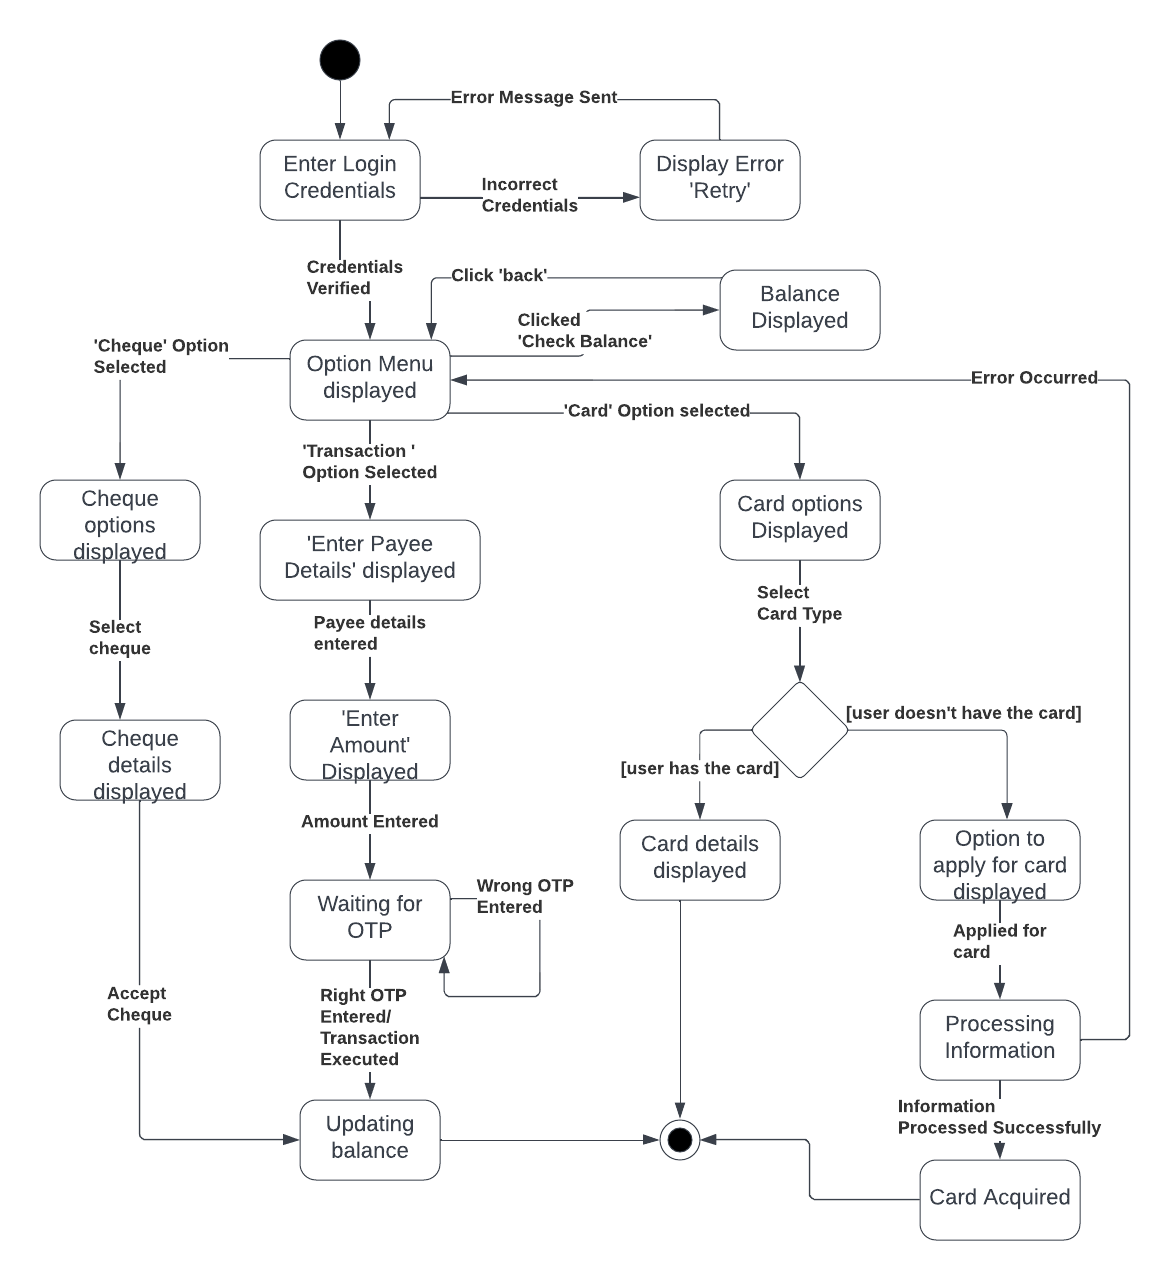 Error Message Sent
Enter Login
Credentials
Display Error
'Retry'
Incorrect
Credentials
Credentials
Verified
Click 'back'
Balance
Displayed
Clicked
'Check Balance'
'Cheque' Option
Selected
Option Menu
displayed
Error Occurred
'Card' Option selected
'Transaction '
Option Selected
Cheque
options
displayed
'Enter Payee
Details' displayed
Card options
Displayed
Select
Card Type
Select
cheque
Payee details
entered
[user doesn't have the card]
Cheque
details
displayed
'Enter
Amount'
Displayed
[user has the card]
Amount Entered
Card details
displayed
Option to
apply for card
displayed
Waiting for
OTP
Wrong OTP
Entered
Applied for
card
Accept
Cheque
Right OTP
Entered/
Transaction
Executed
Processing
Information
Information
Processed Successfully
Updating
balance
Card Acquired